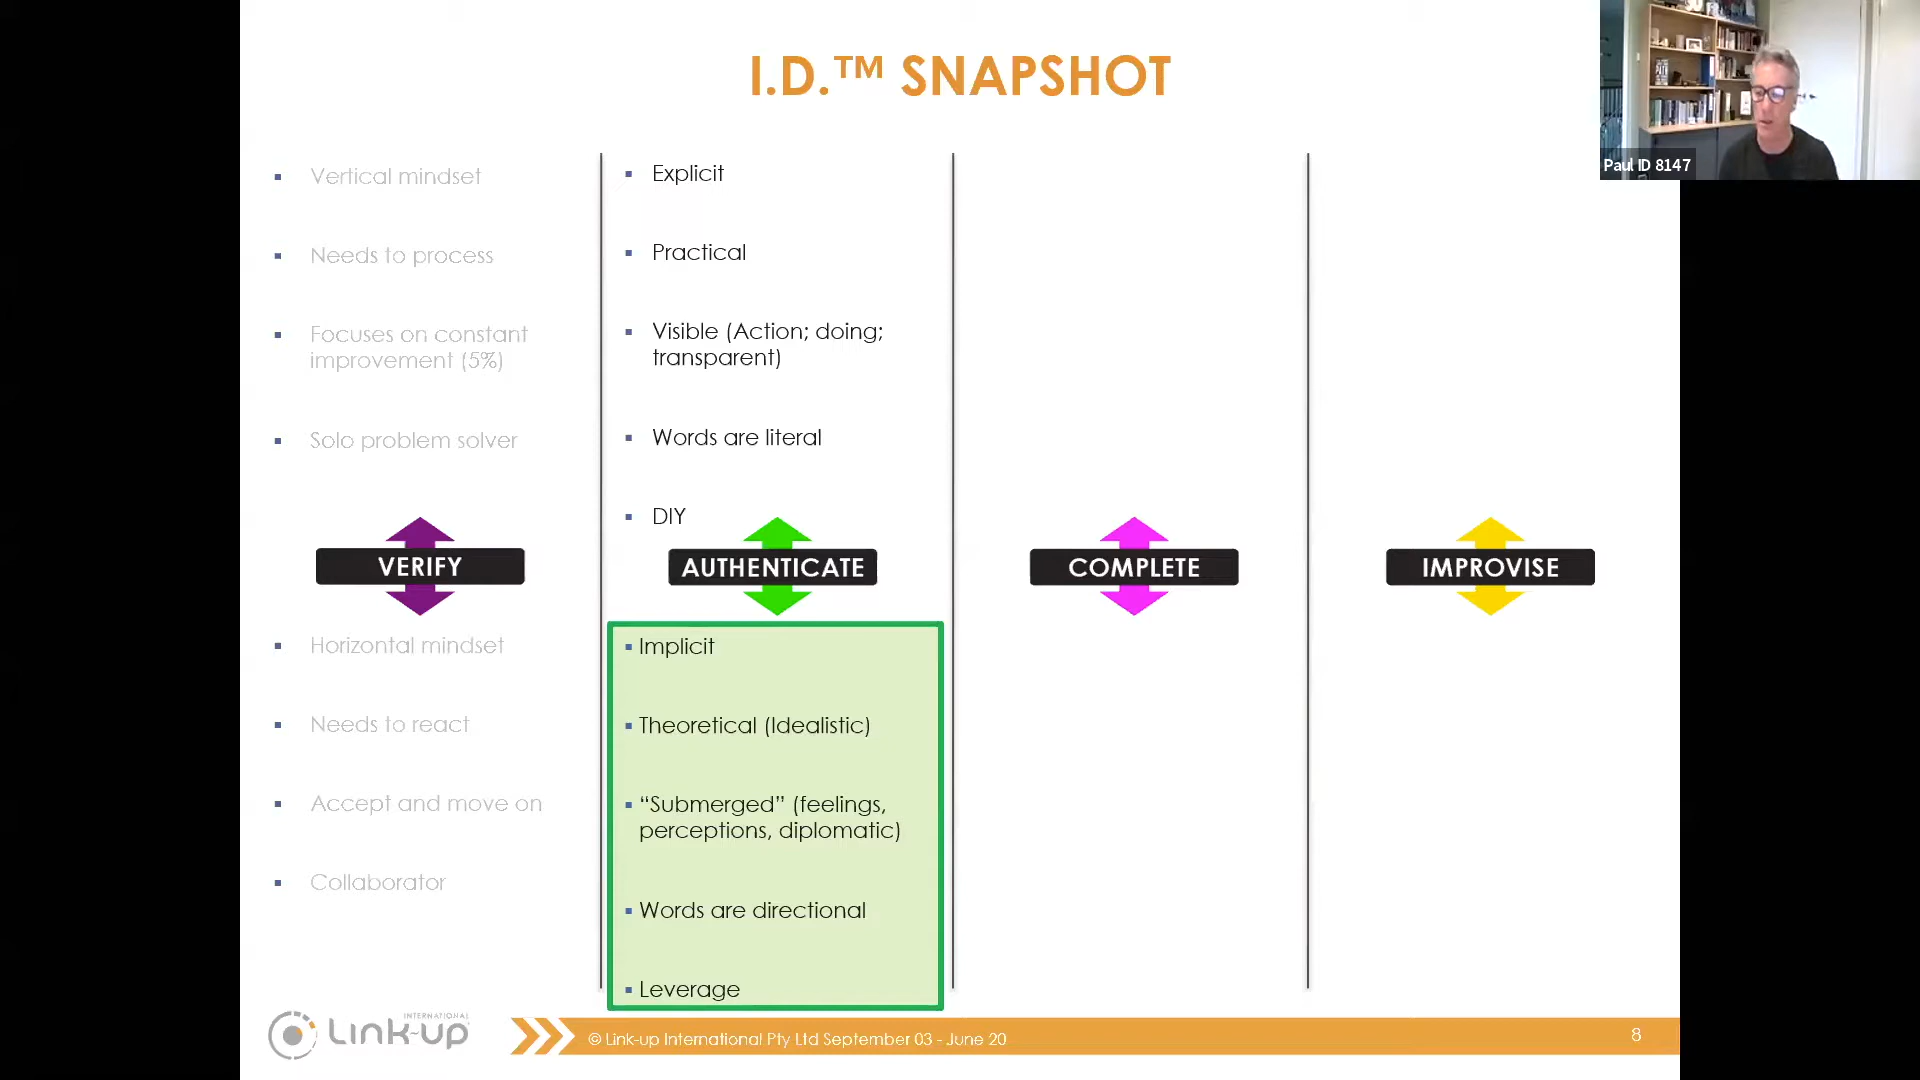 I.D.™ SNAPSHOT
Paul ID 8147
Vertical mindset
Needs to process
Focuses on constant
improvement (5%)
Solo problem solver
VERIFY
Horizontal mindset
Needs to react
Accept and move on
Collaborator
Explicit
Practical
Visible (Action; doing;
transparent)
Words are literal
DIY
AUTHENTICATE
Implicit
Theoretical (Idealistic)
“Submerged” (feelings,
perceptions, diplomatic)
Words are directional
Leverage
COMPLETE
IMPROVISE
Link-up
INTERNATIONAL
© Link-up International Pty Ltd September 03 - June 20
8